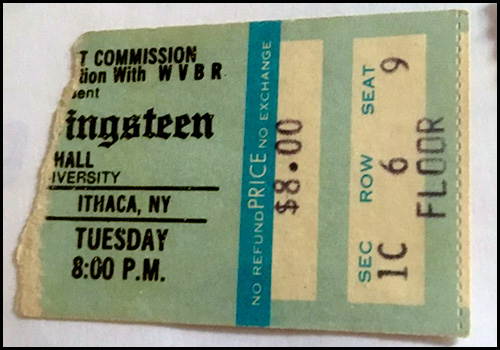 T COMMISSION
tion With WVBR
sent
ingsteen
HALL
IVERSITY
ITHACA, NY
TUESDAY
8:00 P.M.
NO REFUND PRICE NO EXCHANGE
$8.00
SEC ROW SEAT
1C 6 9
FLOOR